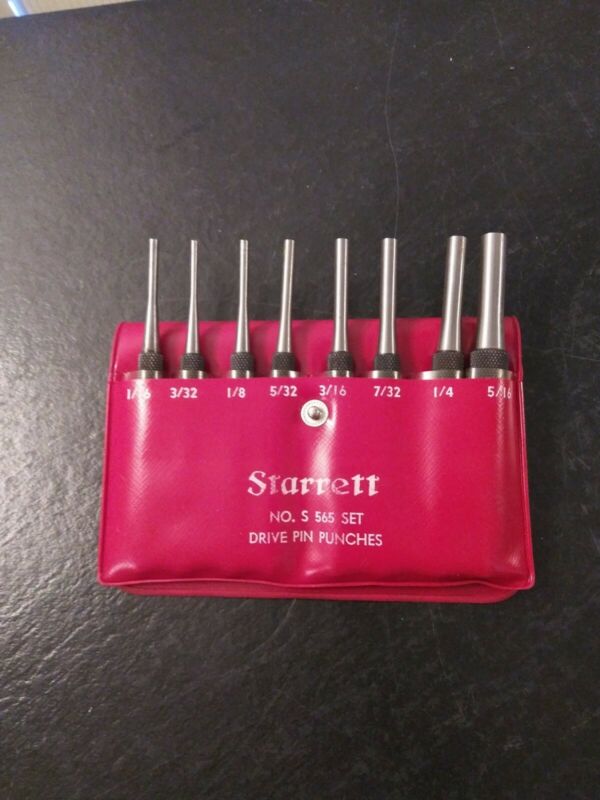 1/16 3/32 1/8 5/32 3/16 7/32 1/4 5/16
Starrett
NO. S 565 SET
DRIVE PIN PUNCHES